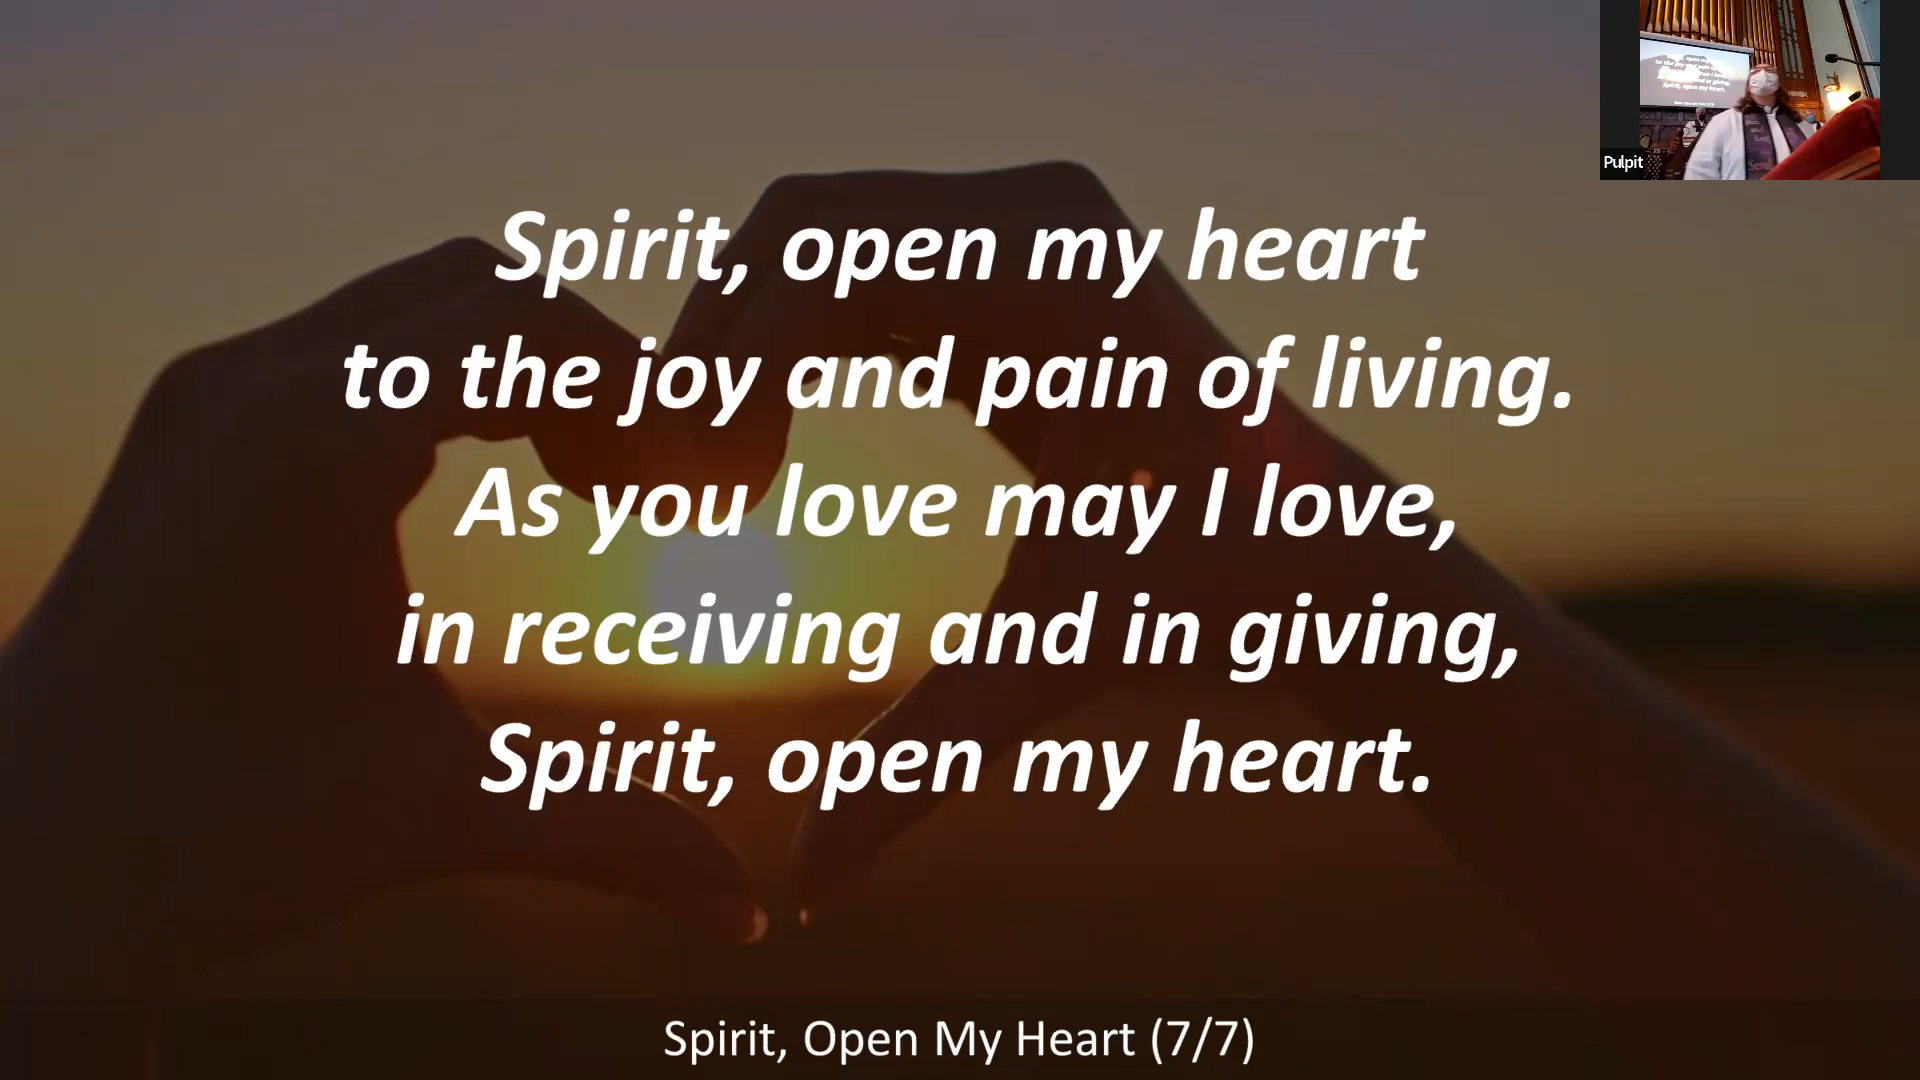 Spirit, open my heart
to the joy and pain of living.
As you love may I love,
in receiving and in giving,
Spirit, open my heart.
Spirit, Open My Heart (7/7)
Pulpit